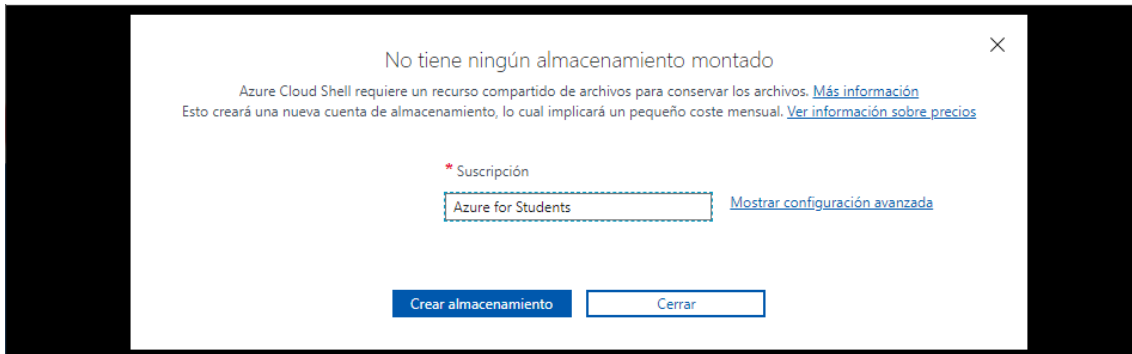 No tiene ningún almacenamiento montado
Azure Cloud Shell requiere un recurso compartido de archivos para conservar los archivos. Más información
Esto creará una nueva cuenta de almacenamiento, lo cual implicará un pequeño coste mensual. Ver información sobre precios
* Suscripción
Azure for Students
Mostrar configuración avanzada
Crear almacenamiento
Cerrar